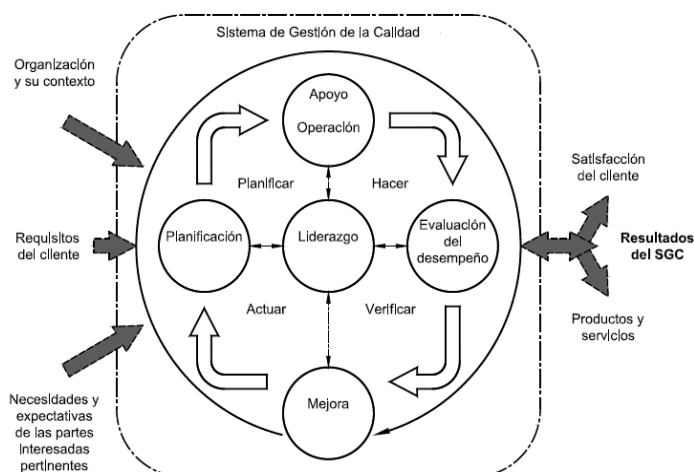 Sistema de Gestión de la Calidad
Organización
y su contexto
Apoyo
Operación
Planificar
Hacer
Satisfacción
del cliente
Requisitos
del cliente
Planificación
Liderazgo
Evaluación
del
desempeño
Resultados
del SGC
Actuar
Verificar
Productos y
servicios
Mejora
Necesidades y
expectativas
de las partes
interesadas
pertinentes